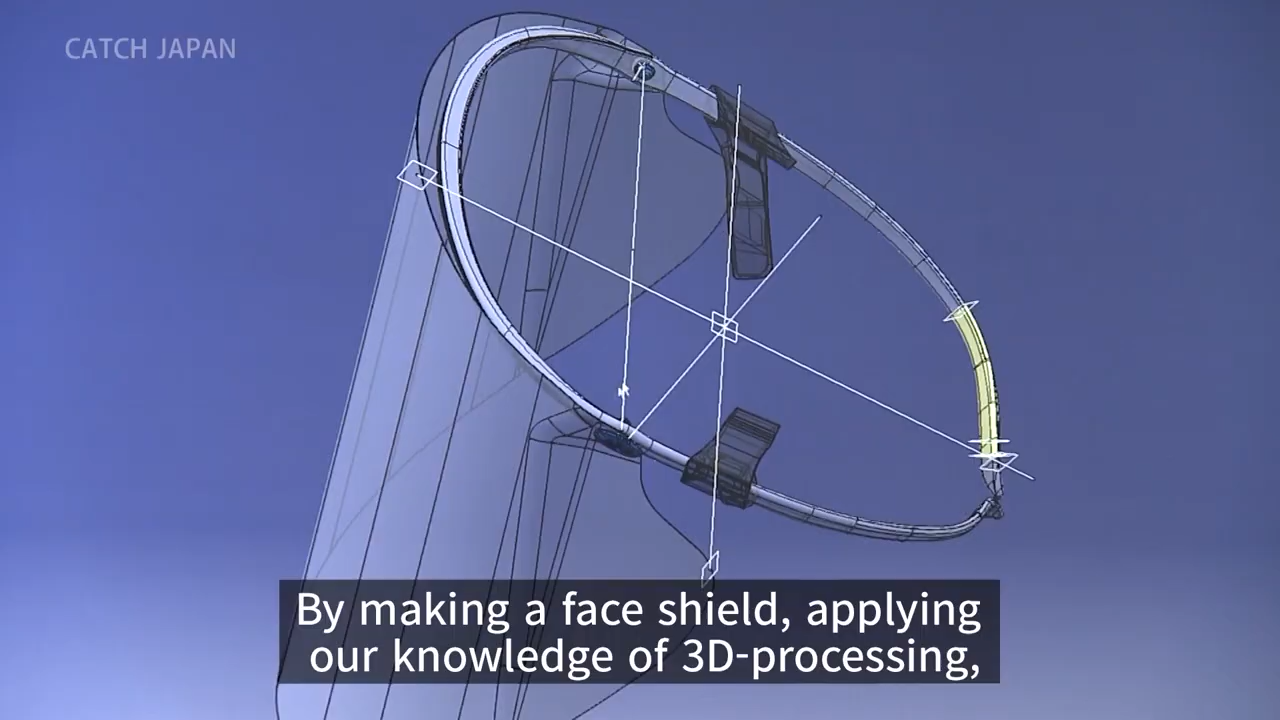 CATCH JAPAN
By making a face shield, applying
our knowledge of 3D-processing,